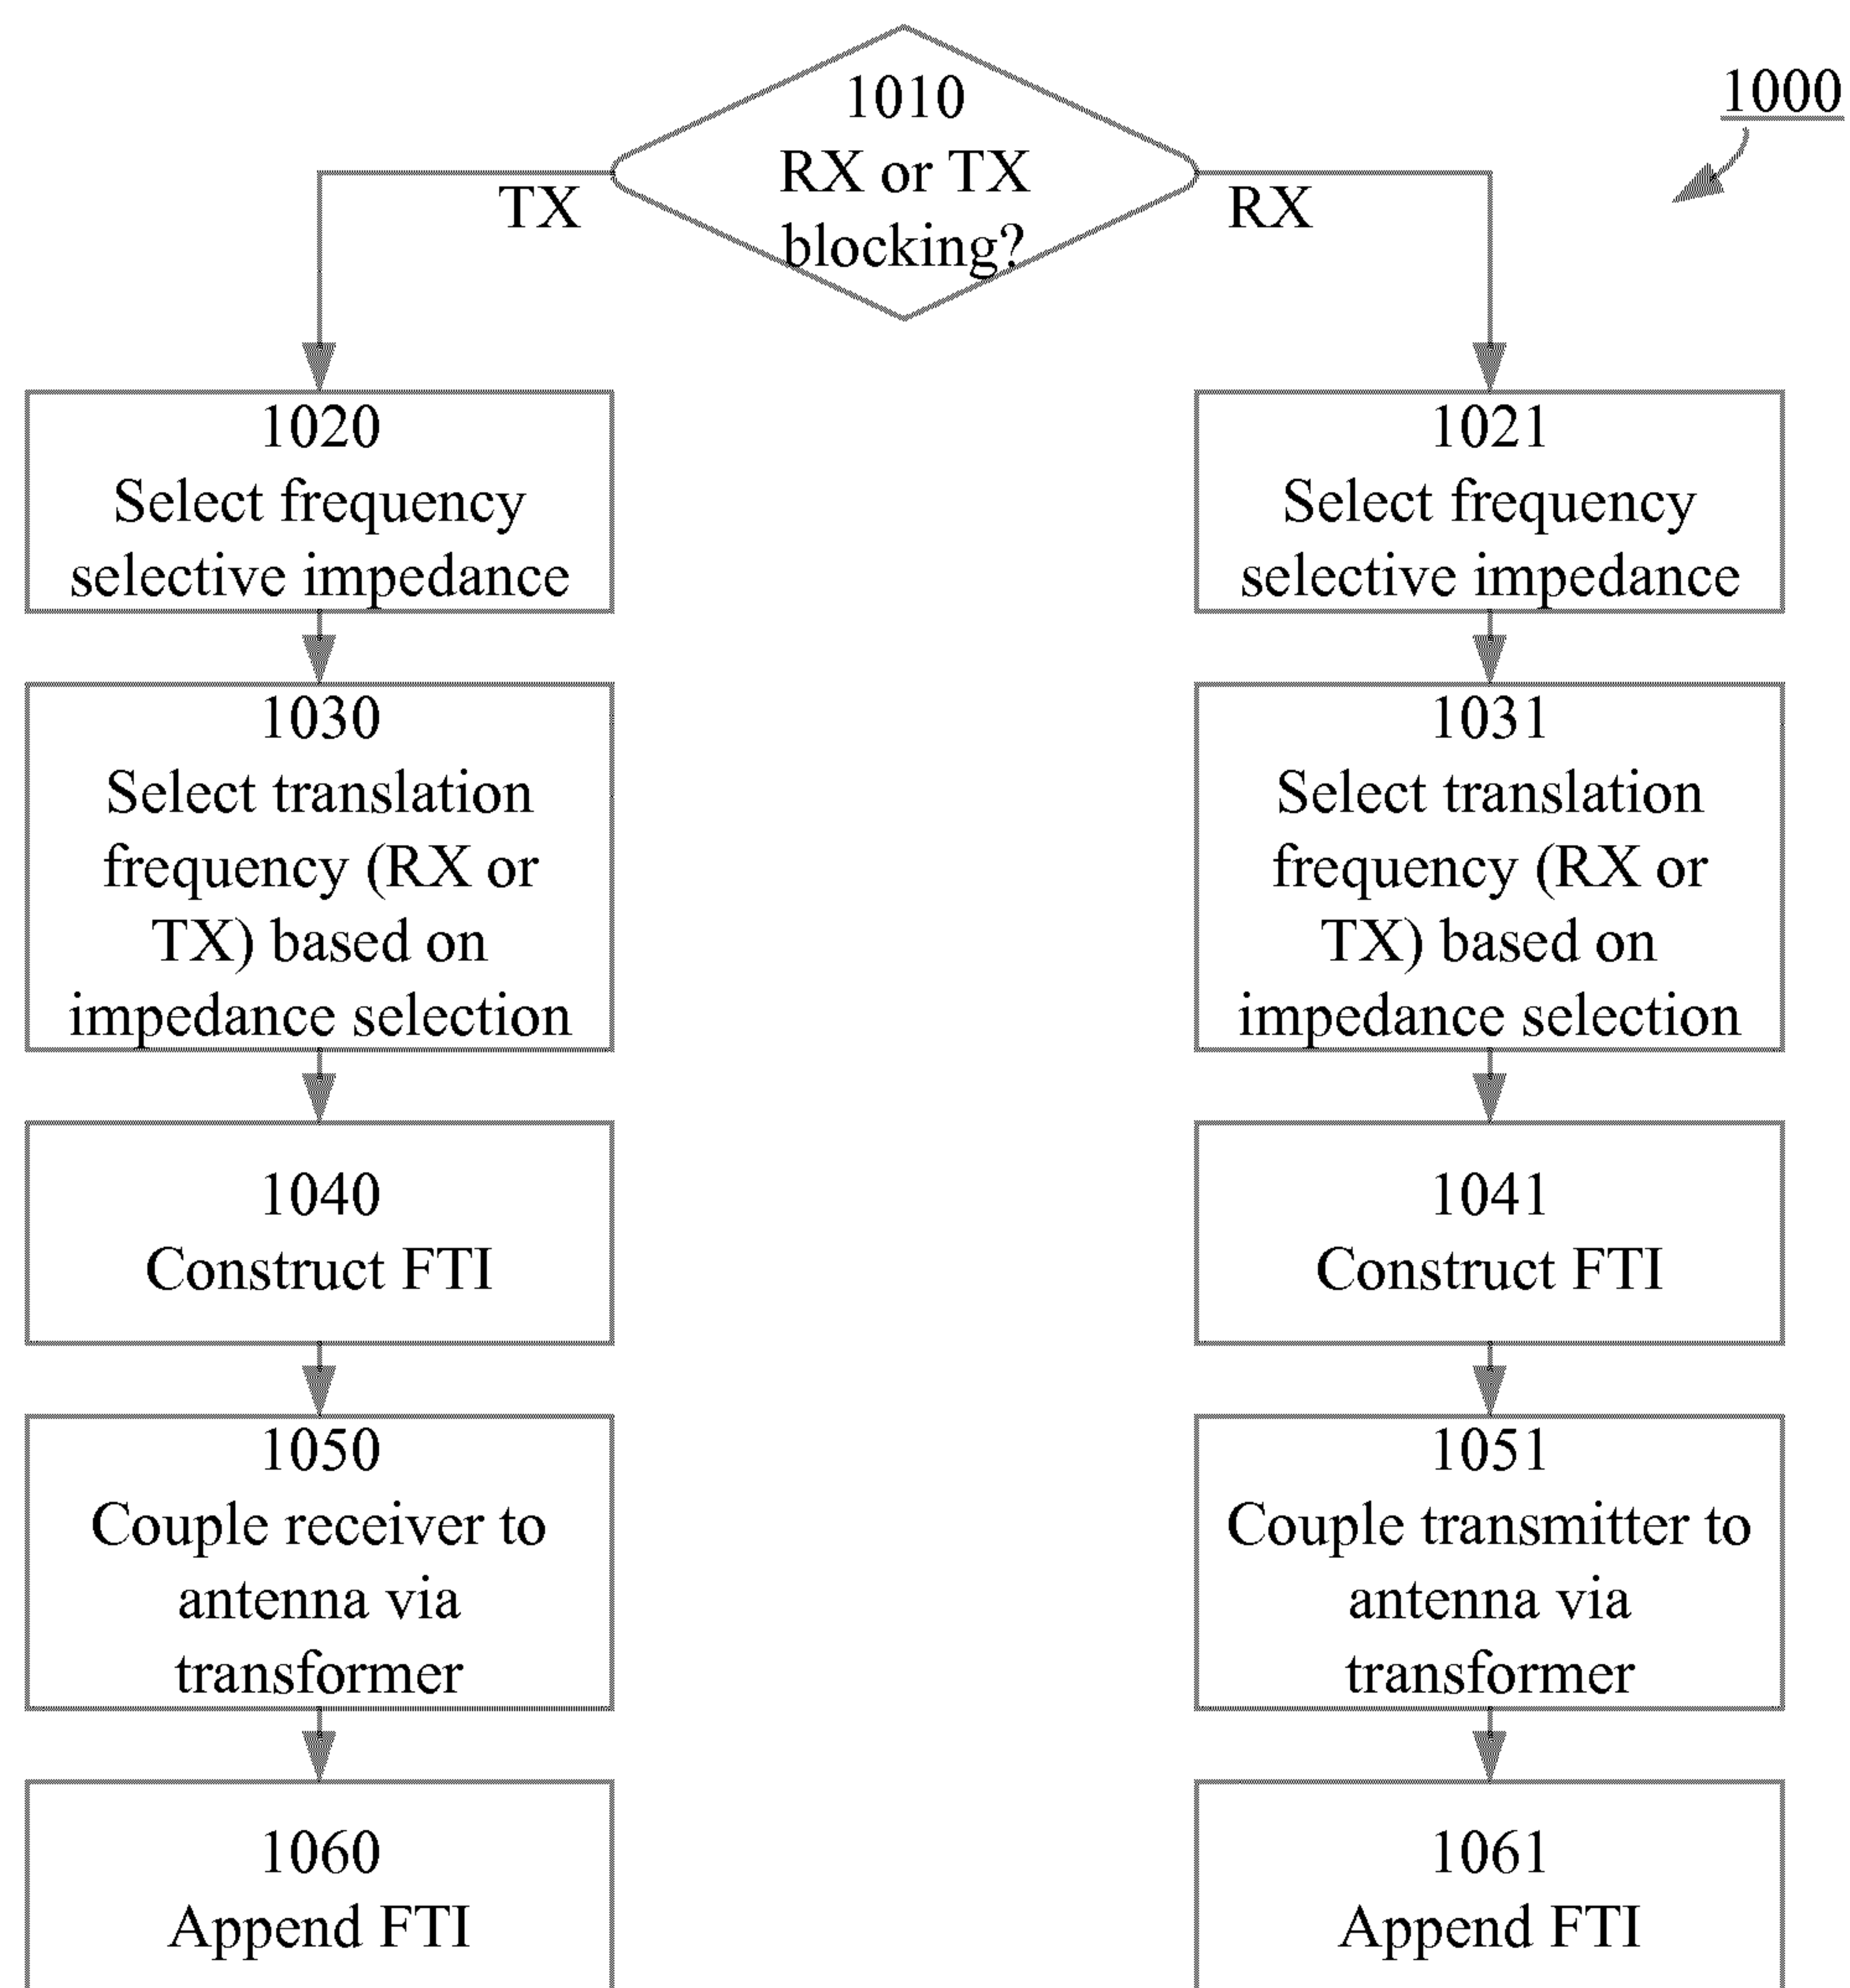 1000
1010
RX or TX
blocking?
TX
RX
1020
Select frequency
selective impedance
1030
Select translation
frequency (RX or
TX) based on
impedance selection
1040
Construct FTI
1050
Couple receiver to
antenna via
transformer
1060
Append FTI
1021
Select frequency
selective impedance
1031
Select translation
frequency (RX or
TX) based on
impedance selection
1041
Construct FTI
1051
Couple transmitter to
antenna via
transformer
1061
Append FTI